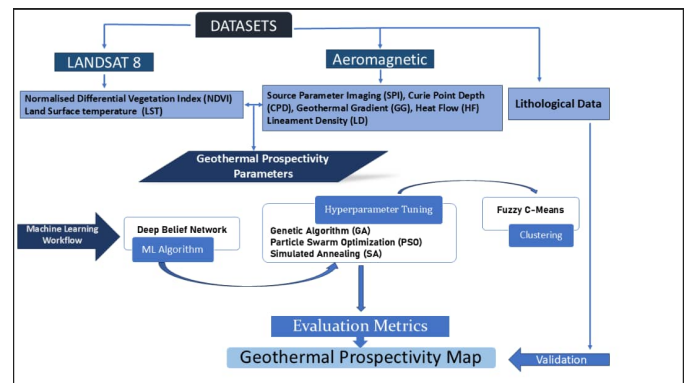 DATASETS
LANDSAT 8
Aeromagnetic
Normalised Differential Vegetation Index (NDVI)
Land Surface temperature (LST)
Source Parameter Imaging (SPI), Curie Point Depth
(CPD), Geothermal Gradient (GG), Heat Flow (HF)
Lineament Density (LD)
Lithological Data
Geothermal Prospectivity
Parameters
Machine Learning
Workflow
Deep Belief Network
ML Algorithm
Hyperparameter Tuning
Genetic Algorithm (GA)
Particle Swarm Optimization (PSO)
Simulated Annealing (SA)
Fuzzy C-Means
Clustering
Evaluation Metrics
Geothermal Prospectivity Map
Validation